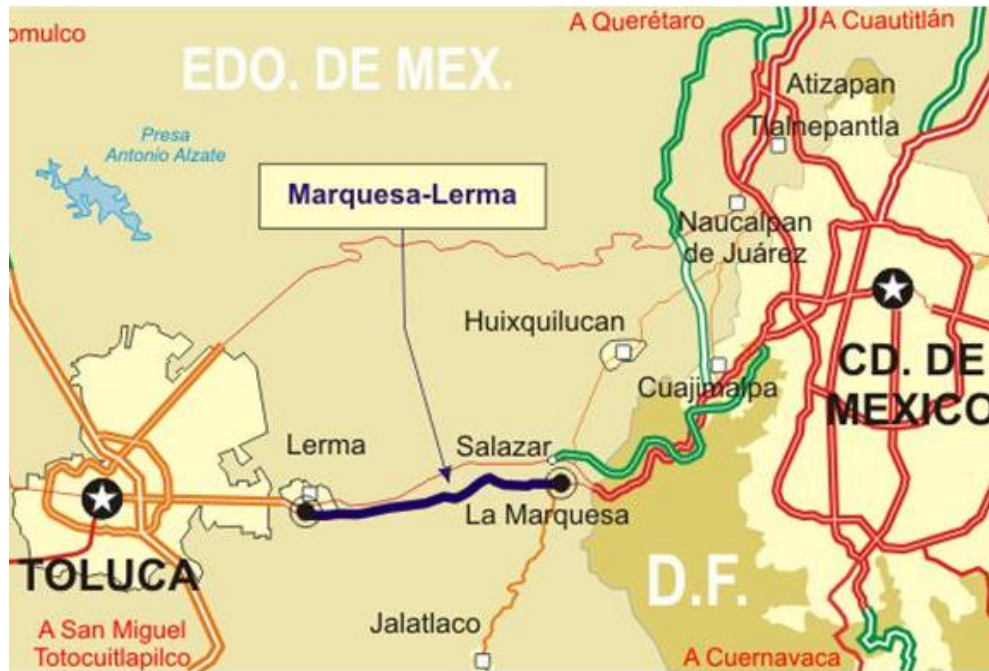 omulco
A Querétaro
A Cuautitlán
EDO. DE MEX.
Atizapan
Tlalnepantla
Presa
Antonio Alzate
Marquesa-Lerma
Naucalpan
de Juárez
Huixquilucan
Cuajimalpa
CD. DE
MEXICO
Lerma
Salazar
La Marquesa
TOLUCA
D.F.
A San Miguel
Totocuitlapilco
Jalatlaco
A Cuernavaca